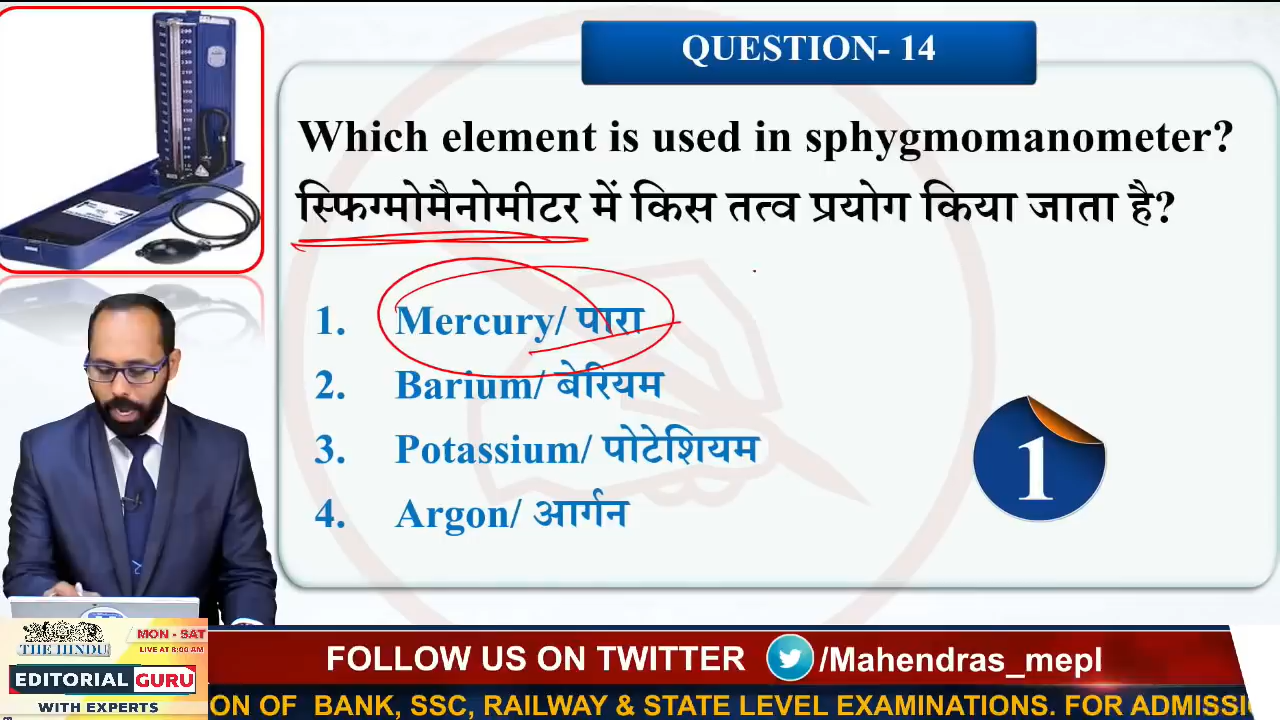 QUESTION- 14
Which element is used in sphygmomanometer?
स्फिग्मोमैनोमीटर में किस तत्व प्रयोग किया जाता है?
1. Mercury/ पारा
2. Barium/ बेरियम
3. Potassium/ पोटेशियम
4. Argon/ आर्गन
1
THE HINDU
MON - SAT
LIVE AT 8:00 AM
EDITORIAL GURU
WITH EXPERTS
FOLLOW US ON TWITTER /Mahendras_mepl
ON OF BANK, SSC, RAILWAY & STATE LEVEL EXAMINATIONS. FOR ADMISSI